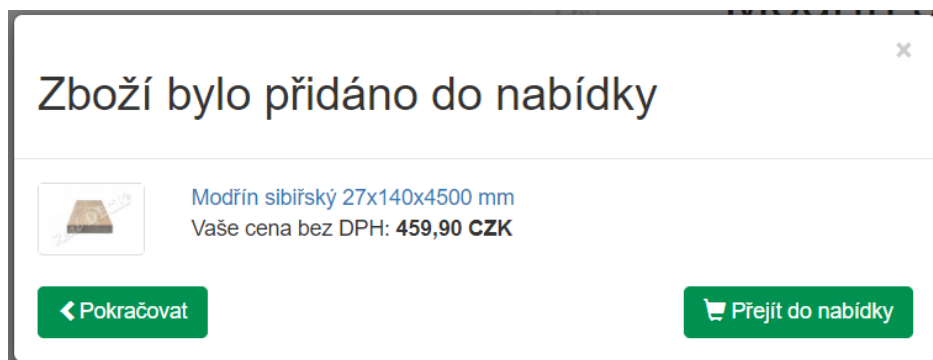 ×
Zboží bylo přidáno do nabídky
Modřín sibiřský 27x140x4500 mm
Vaše cena bez DPH: 459,90 CZK
Pokračovat
Přejít do nabídky